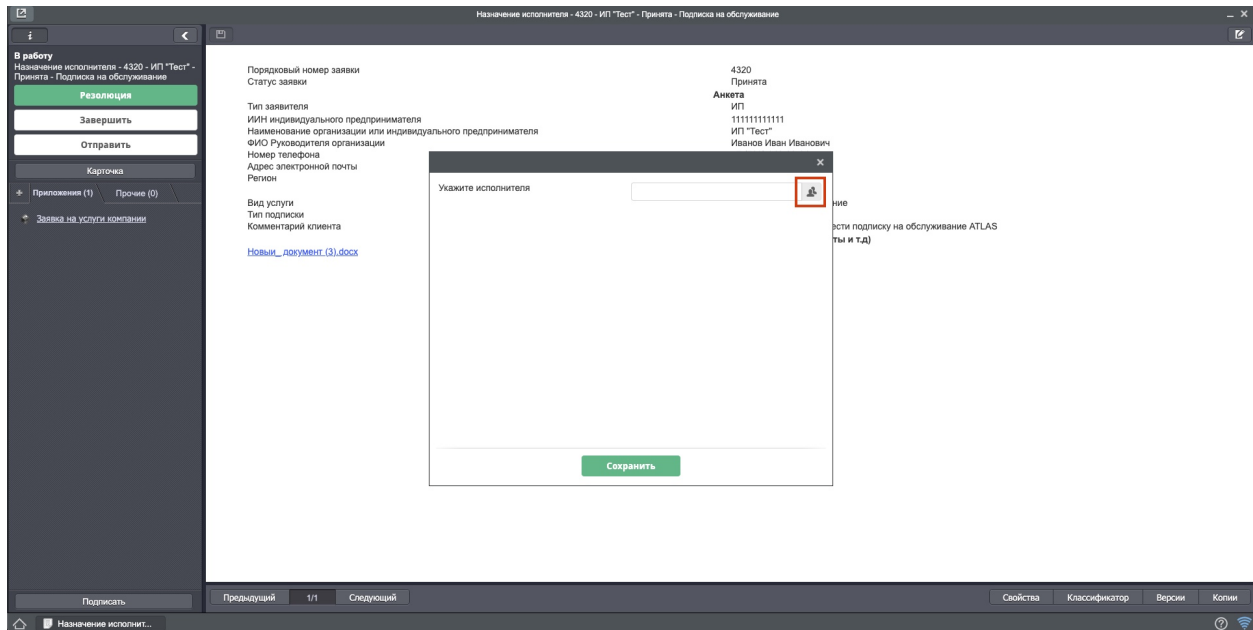 Назначение исполнителя - 4320 - ИП "Тест" - Принята - Подписка на обслуживание
i
В работу
Назначение исполнителя - 4320 - ИП "Тест" -
Принята - Подписка на обслуживание
Резолюция
Завершить
Отправить
Карточка
+ Приложения (1) Прочие (0)
Заявка на услуги компании
Подписать
Порядковый номер заявки 4320
Статус заявки Принята
Анкета
Тип заявителя ИП
ИИН индивидуального предпринимателя 111111111111
Наименование организации или индивидуального предпринимателя ИП "Тест"
ФИО Руководителя организации Иванов Иван Иванович
Номер телефона
Адрес электронной почты
Регион
Вид услуги ние
Тип подписки
Комментарий клиента ести подписку на обслуживание ATLAS
ты и т.д)
Новыи_ документ (3).docx
Укажите исполнителя
Сохранить
Предыдущий 1/1 Следующий Свойства Классификатор Версии Копии
Назначение исполнит...